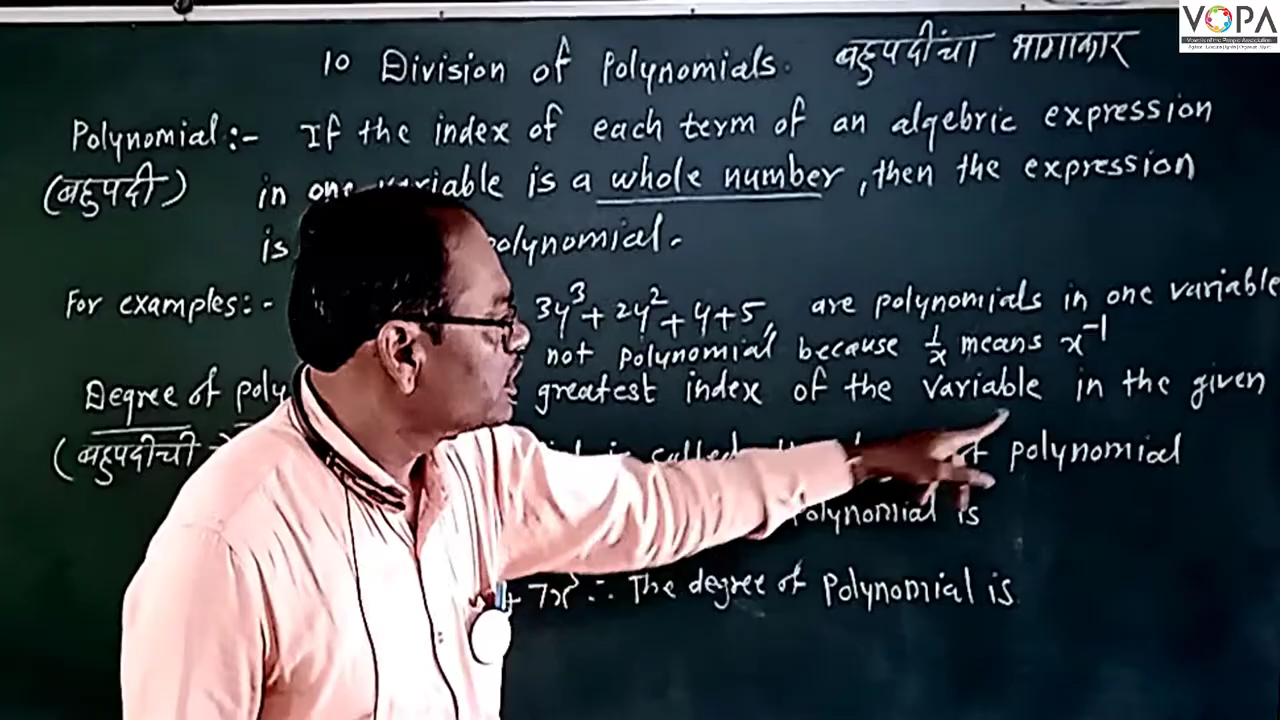 VOPA
10 Division of Polynomials. बहुपदींचा भागाकार
Polynomial :- If the index of each term of an algebric expression
(बहुपदी) in one variable is a whole number, then the expression
is polynomial.
For examples:- 3y³ + 2y² + y + 5, are polynomials in one variable
not polynomial because 1/x means x⁻¹
Degree of poly greatest index of the variable in the given
(बहुपदीची is called polynomial
Polynomial is
+ 7x ∴ The degree of Polynomial is